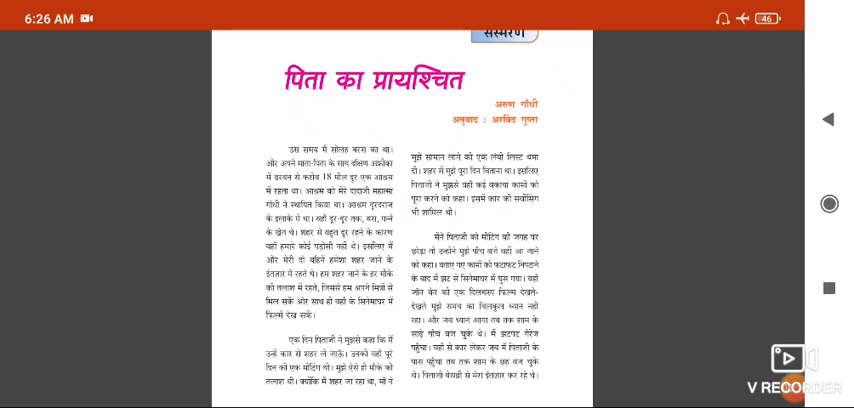 6:26 AM
46
संस्मरण
पिता का प्रायश्चित
अरुण गाँधी
अनुवाद : अरविंद गुप्ता
उस समय मैं सोलह बरस का था।
और अपने माता-पिता के साथ दक्षिण अफ्रीका
में डरबन से करीब 18 मील दूर एक आश्रम
में रहता था। आश्रम को मेरे दादाजी महात्मा
गाँधी ने स्थापित किया था। आश्रम दूरदराज
के इलाके में था। वहाँ दूर-दूर तक, बस, गन्ने
के खेत थे। शहर से बहुत दूर रहने के कारण
वहाँ हमारे कोई पड़ोसी नहीं थे। इसलिए मैं
और मेरी दो बहिनें हमेशा शहर जाने के
इंतज़ार में रहते थे। हम शहर जाने के हर मौके
की तलाश में रहते, जिससे हम अपने मित्रों से
मिल सकें और साथ ही वहाँ के सिनेमाघर में
फिल्में देख सकें।
एक दिन पिताजी ने मुझसे कहा कि मैं
उन्हें कार से शहर ले जाऊँ। उनकी वहाँ पूरे
दिन की एक मीटिंग थी। मुझे ऐसे ही मौके की
तलाश थी। क्योंकि मैं शहर जा रहा था, माँ ने
मुझे सामान लाने की एक लंबी लिस्ट थमा
दी। शहर में मुझे पूरा दिन बिताना था। इसलिए
पिताजी ने मुझसे वहाँ कई बकाया कामों को
पूरा करने को कहा। इसमें कार की सर्विसिंग
भी शामिल थी।
मैंने पिताजी को मीटिंग की जगह पर
छोड़ा तो उन्होंने मुझे पाँच बजे वहीं आ जाने
को कहा। बताए गए कामों को फटाफट निपटाने
के बाद मैं झट से सिनेमाघर में घुस गया। वहाँ
जॉन वेन की एक दिलचस्प फिल्म देखते-
देखते मुझे समय का बिलकुल ध्यान नहीं
रहा। और जब ध्यान आया तब तक शाम के
साढ़े पाँच बज चुके थे। मैं झटपट गैरेज
पहुँचा। वहाँ से कार लेकर जब मैं पिताजी के
पास पहुँचा तब तक शाम के छह बज चुके
थे। पिताजी बेसब्री से मेरा इंतज़ार कर रहे थे।
V RECORDER